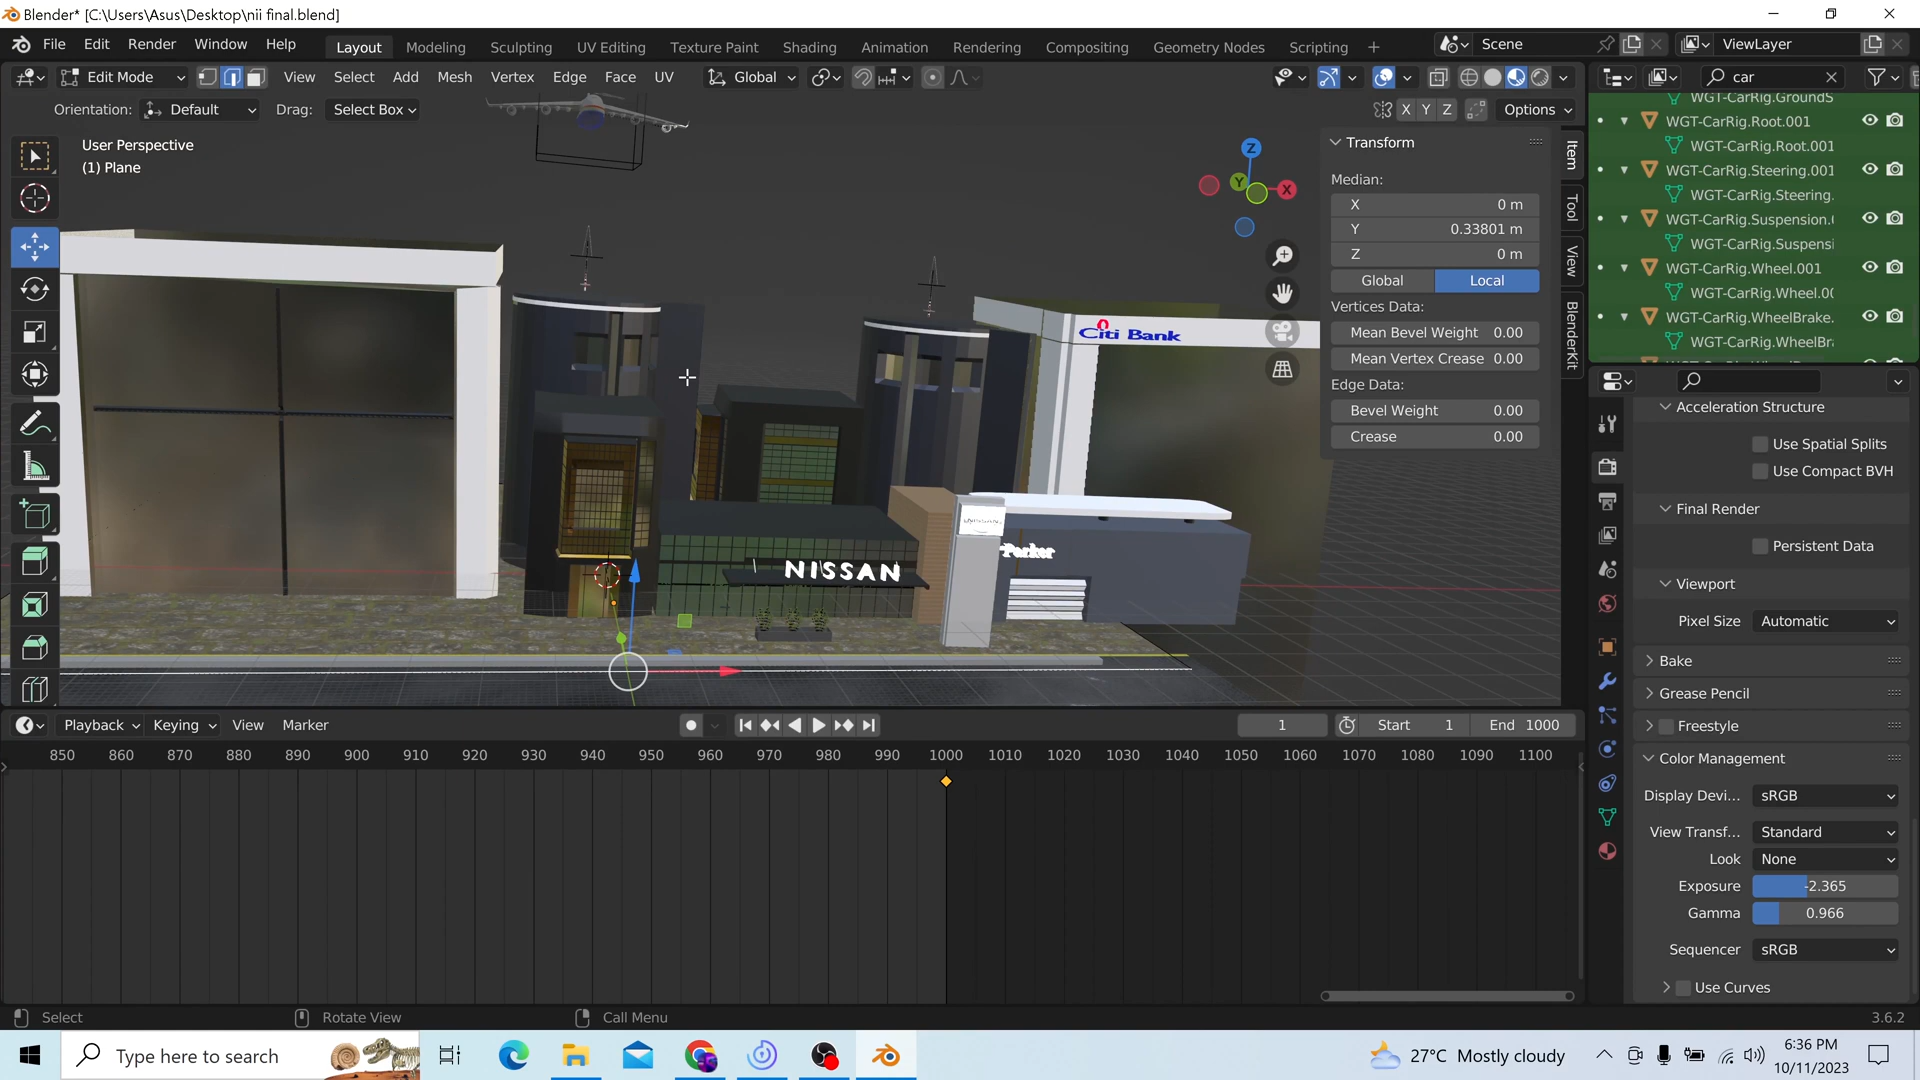 Blender* [C:\Users\Asus\Desktop\nii final.blend]
File Edit Render Window Help
Layout Modeling Sculpting UV Editing Texture Paint Shading Animation Rendering Compositing Geometry Nodes Scripting +
Scene
ViewLayer
Edit Mode
View Select Add Mesh Vertex Edge Face UV
Global
car
Orientation: Default
Drag: Select Box
X Y Z
Options
User Perspective
(1) Plane
Z
Y
X
Citi Bank
NISSAN
Parker
Transform
Median:
X 0 m
Y 0.33801 m
Z 0 m
Global Local
Vertices Data:
Mean Bevel Weight 0.00
Mean Vertex Crease 0.00
Edge Data:
Bevel Weight 0.00
Crease 0.00
Item
Tool
View
BlenderKit
WGT-CarRig.GroundS
WGT-CarRig.Root.001
WGT-CarRig.Root.001
WGT-CarRig.Steering.001
WGT-CarRig.Steering.
WGT-CarRig.Suspension.
WGT-CarRig.Suspensi
WGT-CarRig.Wheel.001
WGT-CarRig.Wheel.00
WGT-CarRig.WheelBrake.
WGT-CarRig.WheelBr
Acceleration Structure
Use Spatial Splits
Use Compact BVH
Final Render
Persistent Data
Viewport
Pixel Size Automatic
Bake
Grease Pencil
Freestyle
Color Management
Display Devi... sRGB
View Transf... Standard
Look None
Exposure -2.365
Gamma 0.966
Sequencer sRGB
Use Curves
Playback Keying View Marker
1
Start 1
End 1000
850 860 870 880 890 900 910 920 930 940 950 960 970 980 990 1000 1010 1020 1030 1040 1050 1060 1070 1080 1090 1100
Select
Rotate View
Call Menu
3.6.2
Type here to search
27°C Mostly cloudy
6:36 PM
10/11/2023